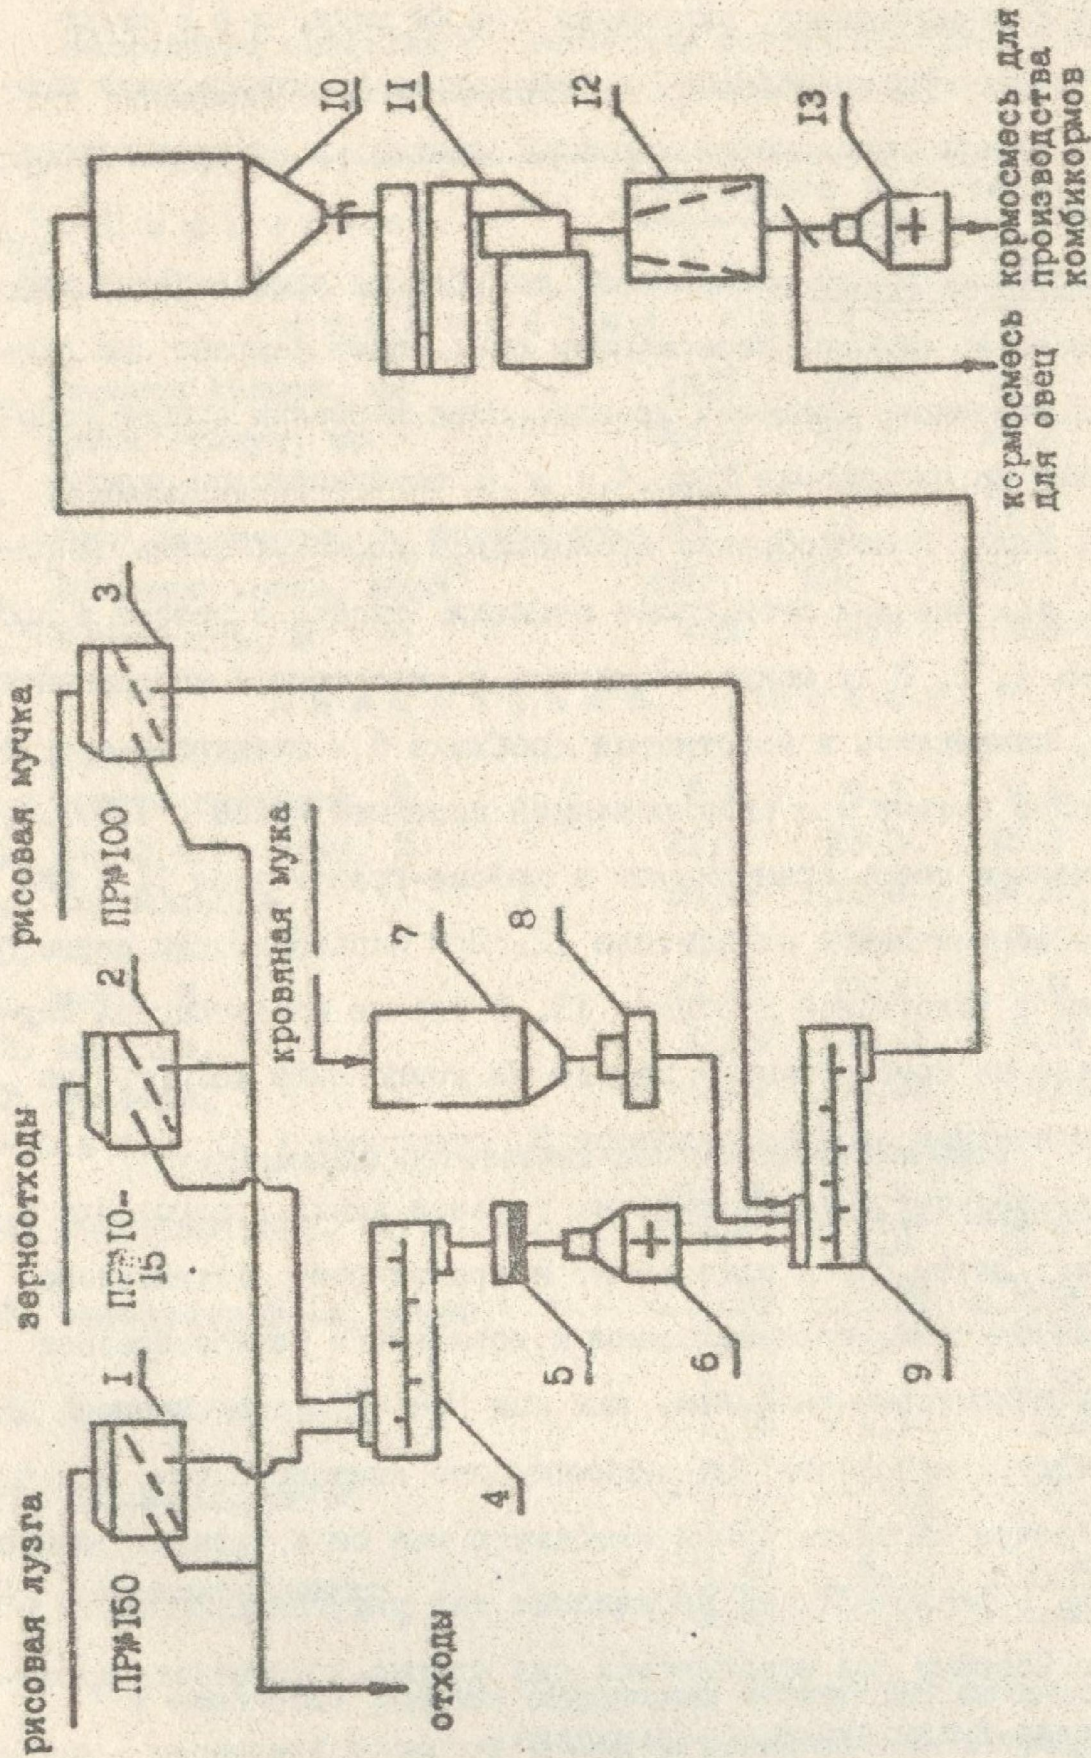 рисовая лузга
ПР№150
I
зерноотходы
ПР№10-
15
2
рисовая мучка
ПР№100
3
кровяная мука
отходы
4
5
6
7
8
9
10
11
12
13
кормосмесь
для овец
кормосмесь для
производства
комбикормов